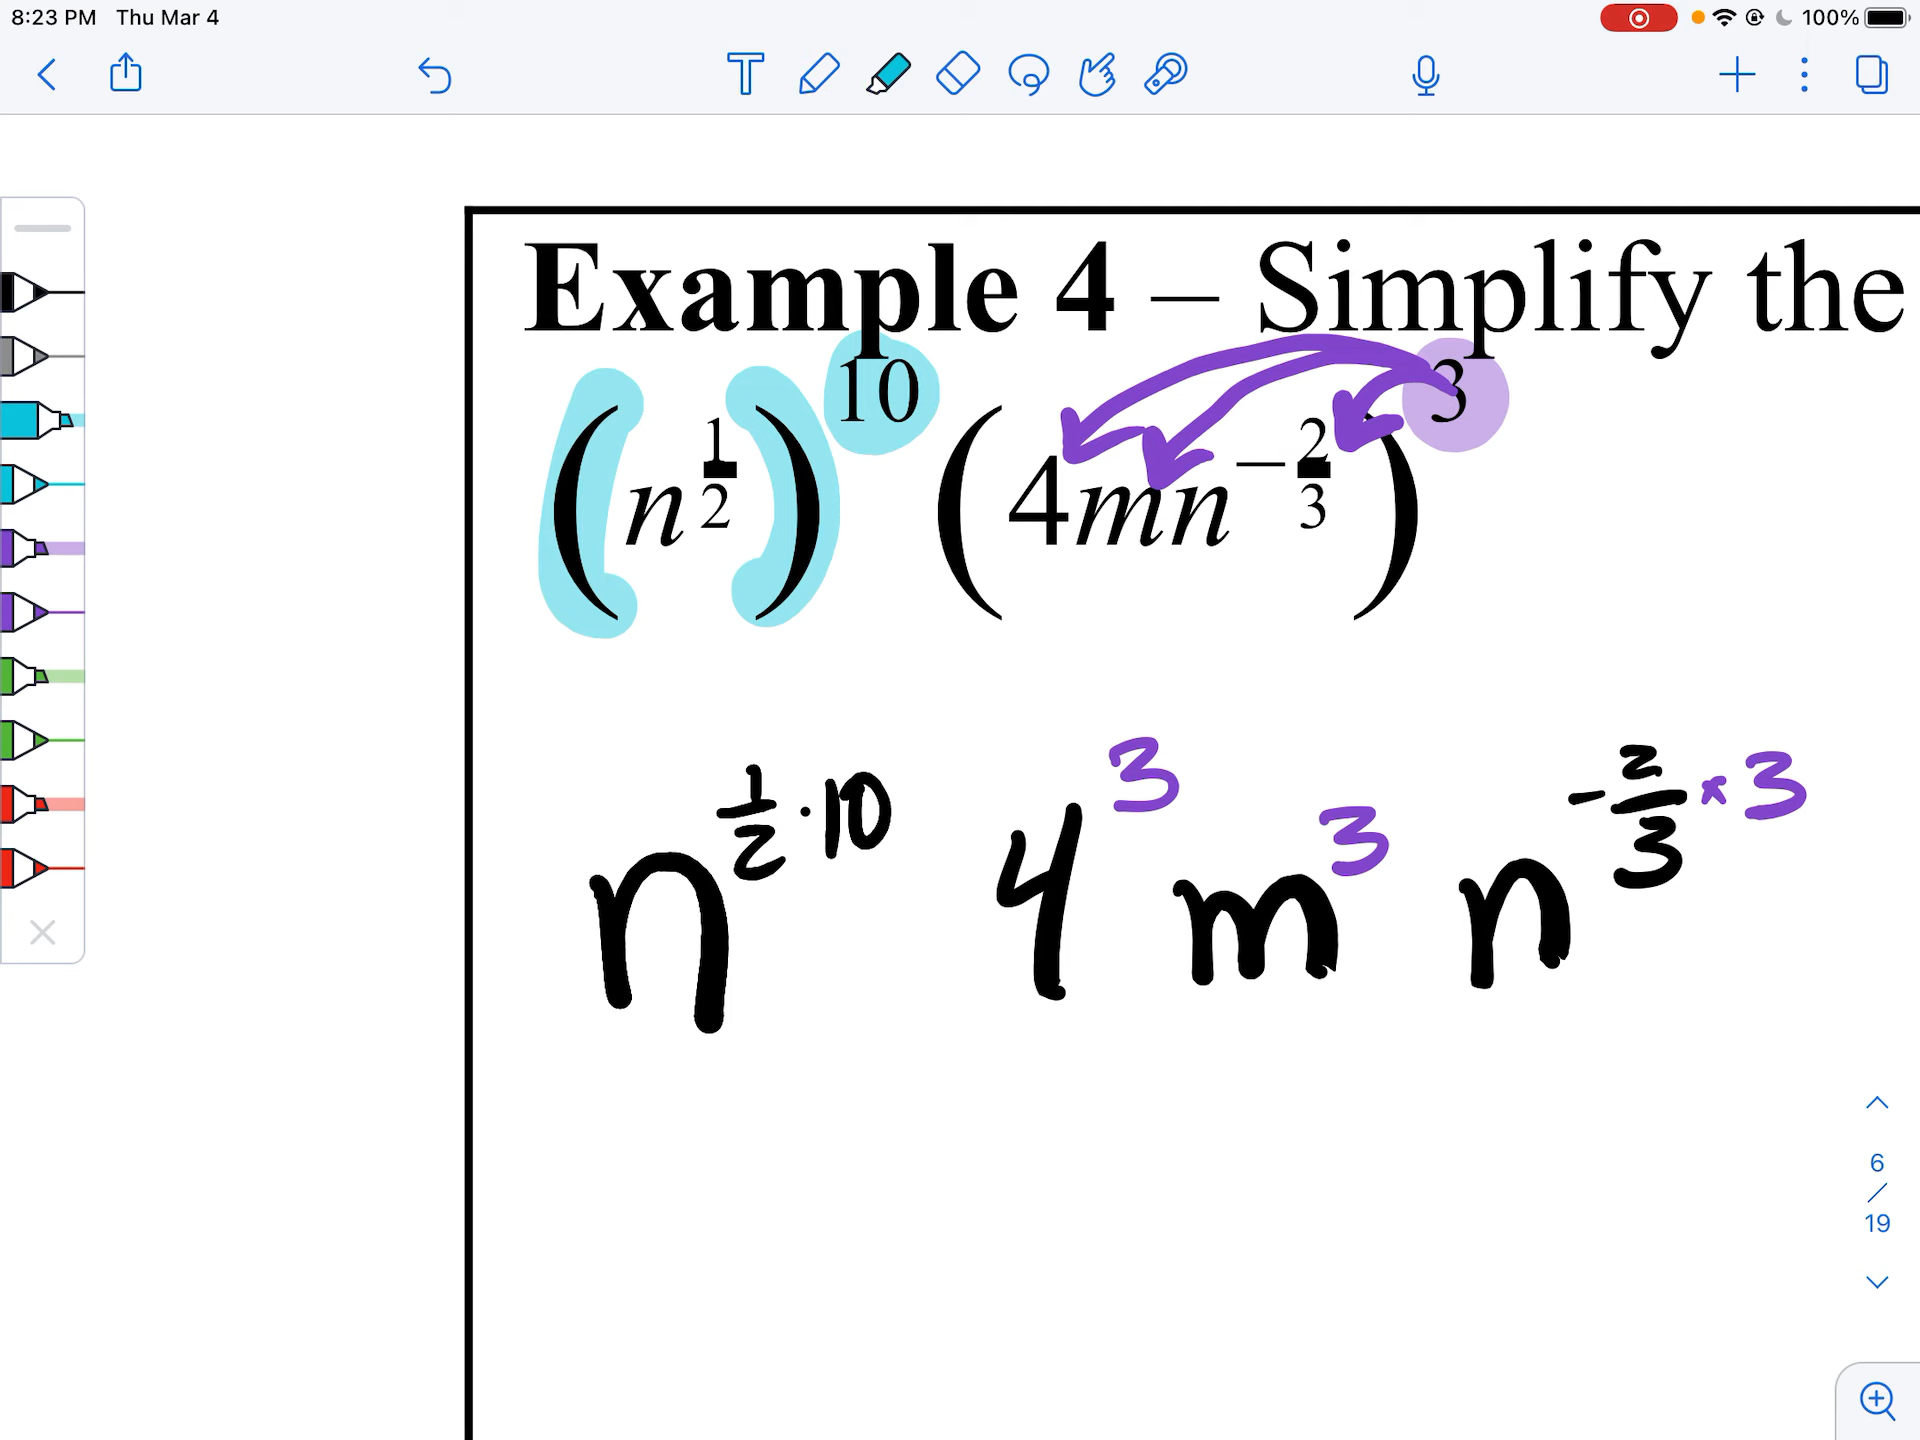 8:23 PM Thu Mar 4 100%
Example 4 – Simplify the
(n^{1/2})^{10} (4mn^{-2/3})^{3}
n^{1/2 · 10} 4^{3} m^{3} n^{-2/3 × 3}
6
/
19